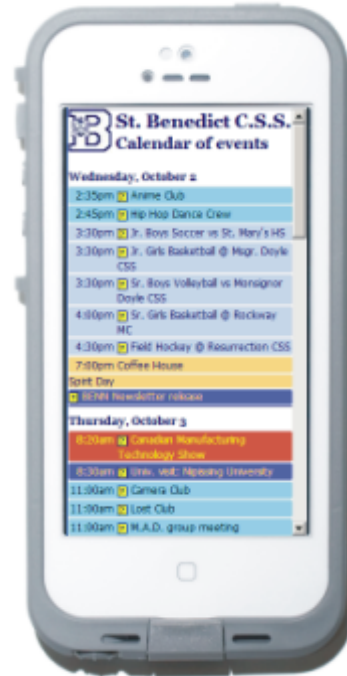 St. Benedict C.S.S.
Calendar of events
Wednesday, October 2
2:35pm Anime Club
2:45pm Hip Hop Dance Crew
3:30pm Jr. Boys Soccer vs St. Mary's HS
3:30pm Jr. Girls Basketball @ Msgr. Doyle
CSS
3:30pm Sr. Boys Volleyball vs Monsignor
Doyle CSS
4:00pm Sr. Girls Basketball @ Rockway
MC
4:30pm Field Hockey @ Resurrection CSS
7:00pm Coffee House
Spirit Day
BENN Newsletter release
Thursday, October 3
8:20am Canadian Manufacturing
Technology Show
8:30am Univ. visit: Nipissing University
11:00am Camera Club
11:00am Lost Club
11:00am M.A.D. group meeting